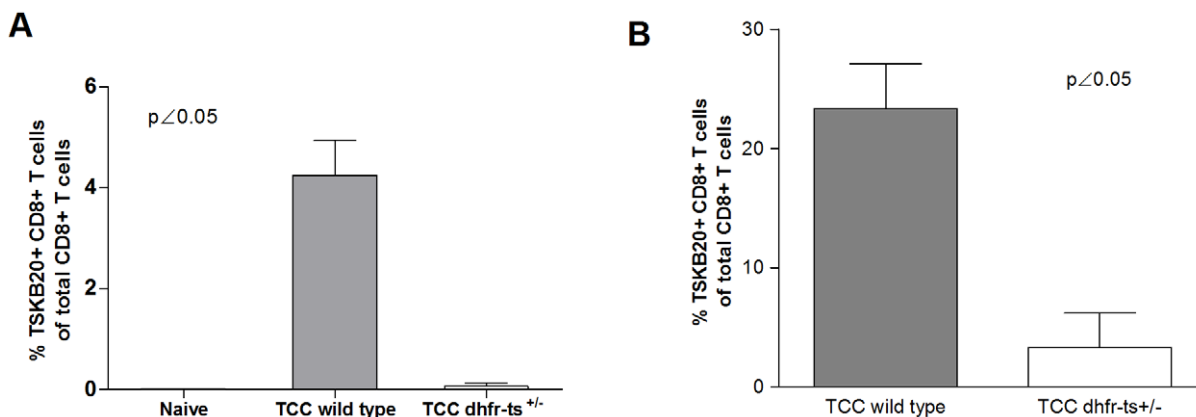 A
% TSKB20+ CD8+ T cells
of total CD8+ T cells
6
4
2
0
p∠0.05
Naive
TCC wild type
TCC dhfr-ts+/-
B
% TSKB20+ CD8+ T cells
of total CD8+ T cells
30
20
10
0
p∠0.05
TCC wild type
TCC dhfr-ts+/-